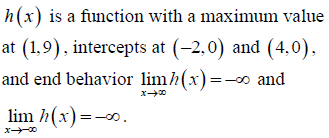 h(x) is a function with a maximum value
at (1,9), intercepts at (−2,0) and (4,0),
and end behavior lim h(x) = −∞ and
x→∞
lim h(x) = −∞.
x→−∞